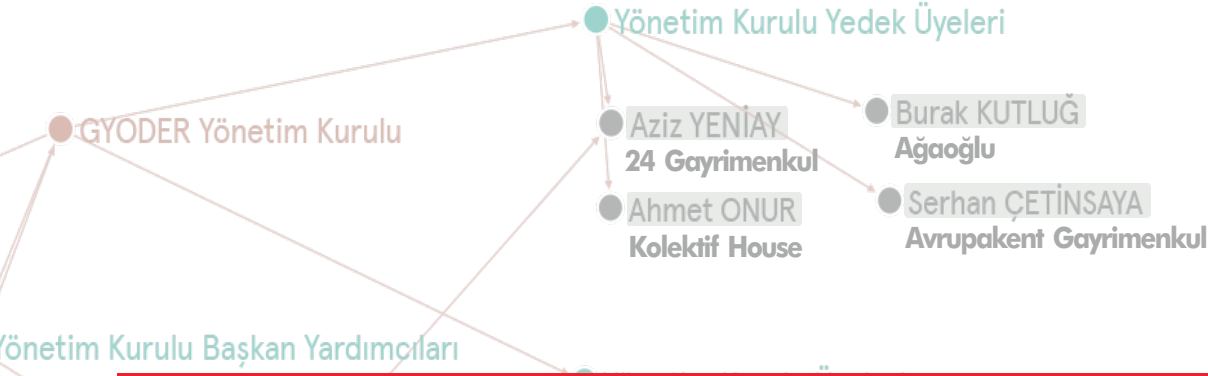 Yönetim Kurulu Yedek Üyeleri
GYODER Yönetim Kurulu
Aziz YENİAY
24 Gayrimenkul
Burak KUTLUĞ
Ağaoğlu
Ahmet ONUR
Kolektif House
Serhan ÇETİNSAYA
Avrupakent Gayrimenkul
Yönetim Kurulu Başkan Yardımcıları